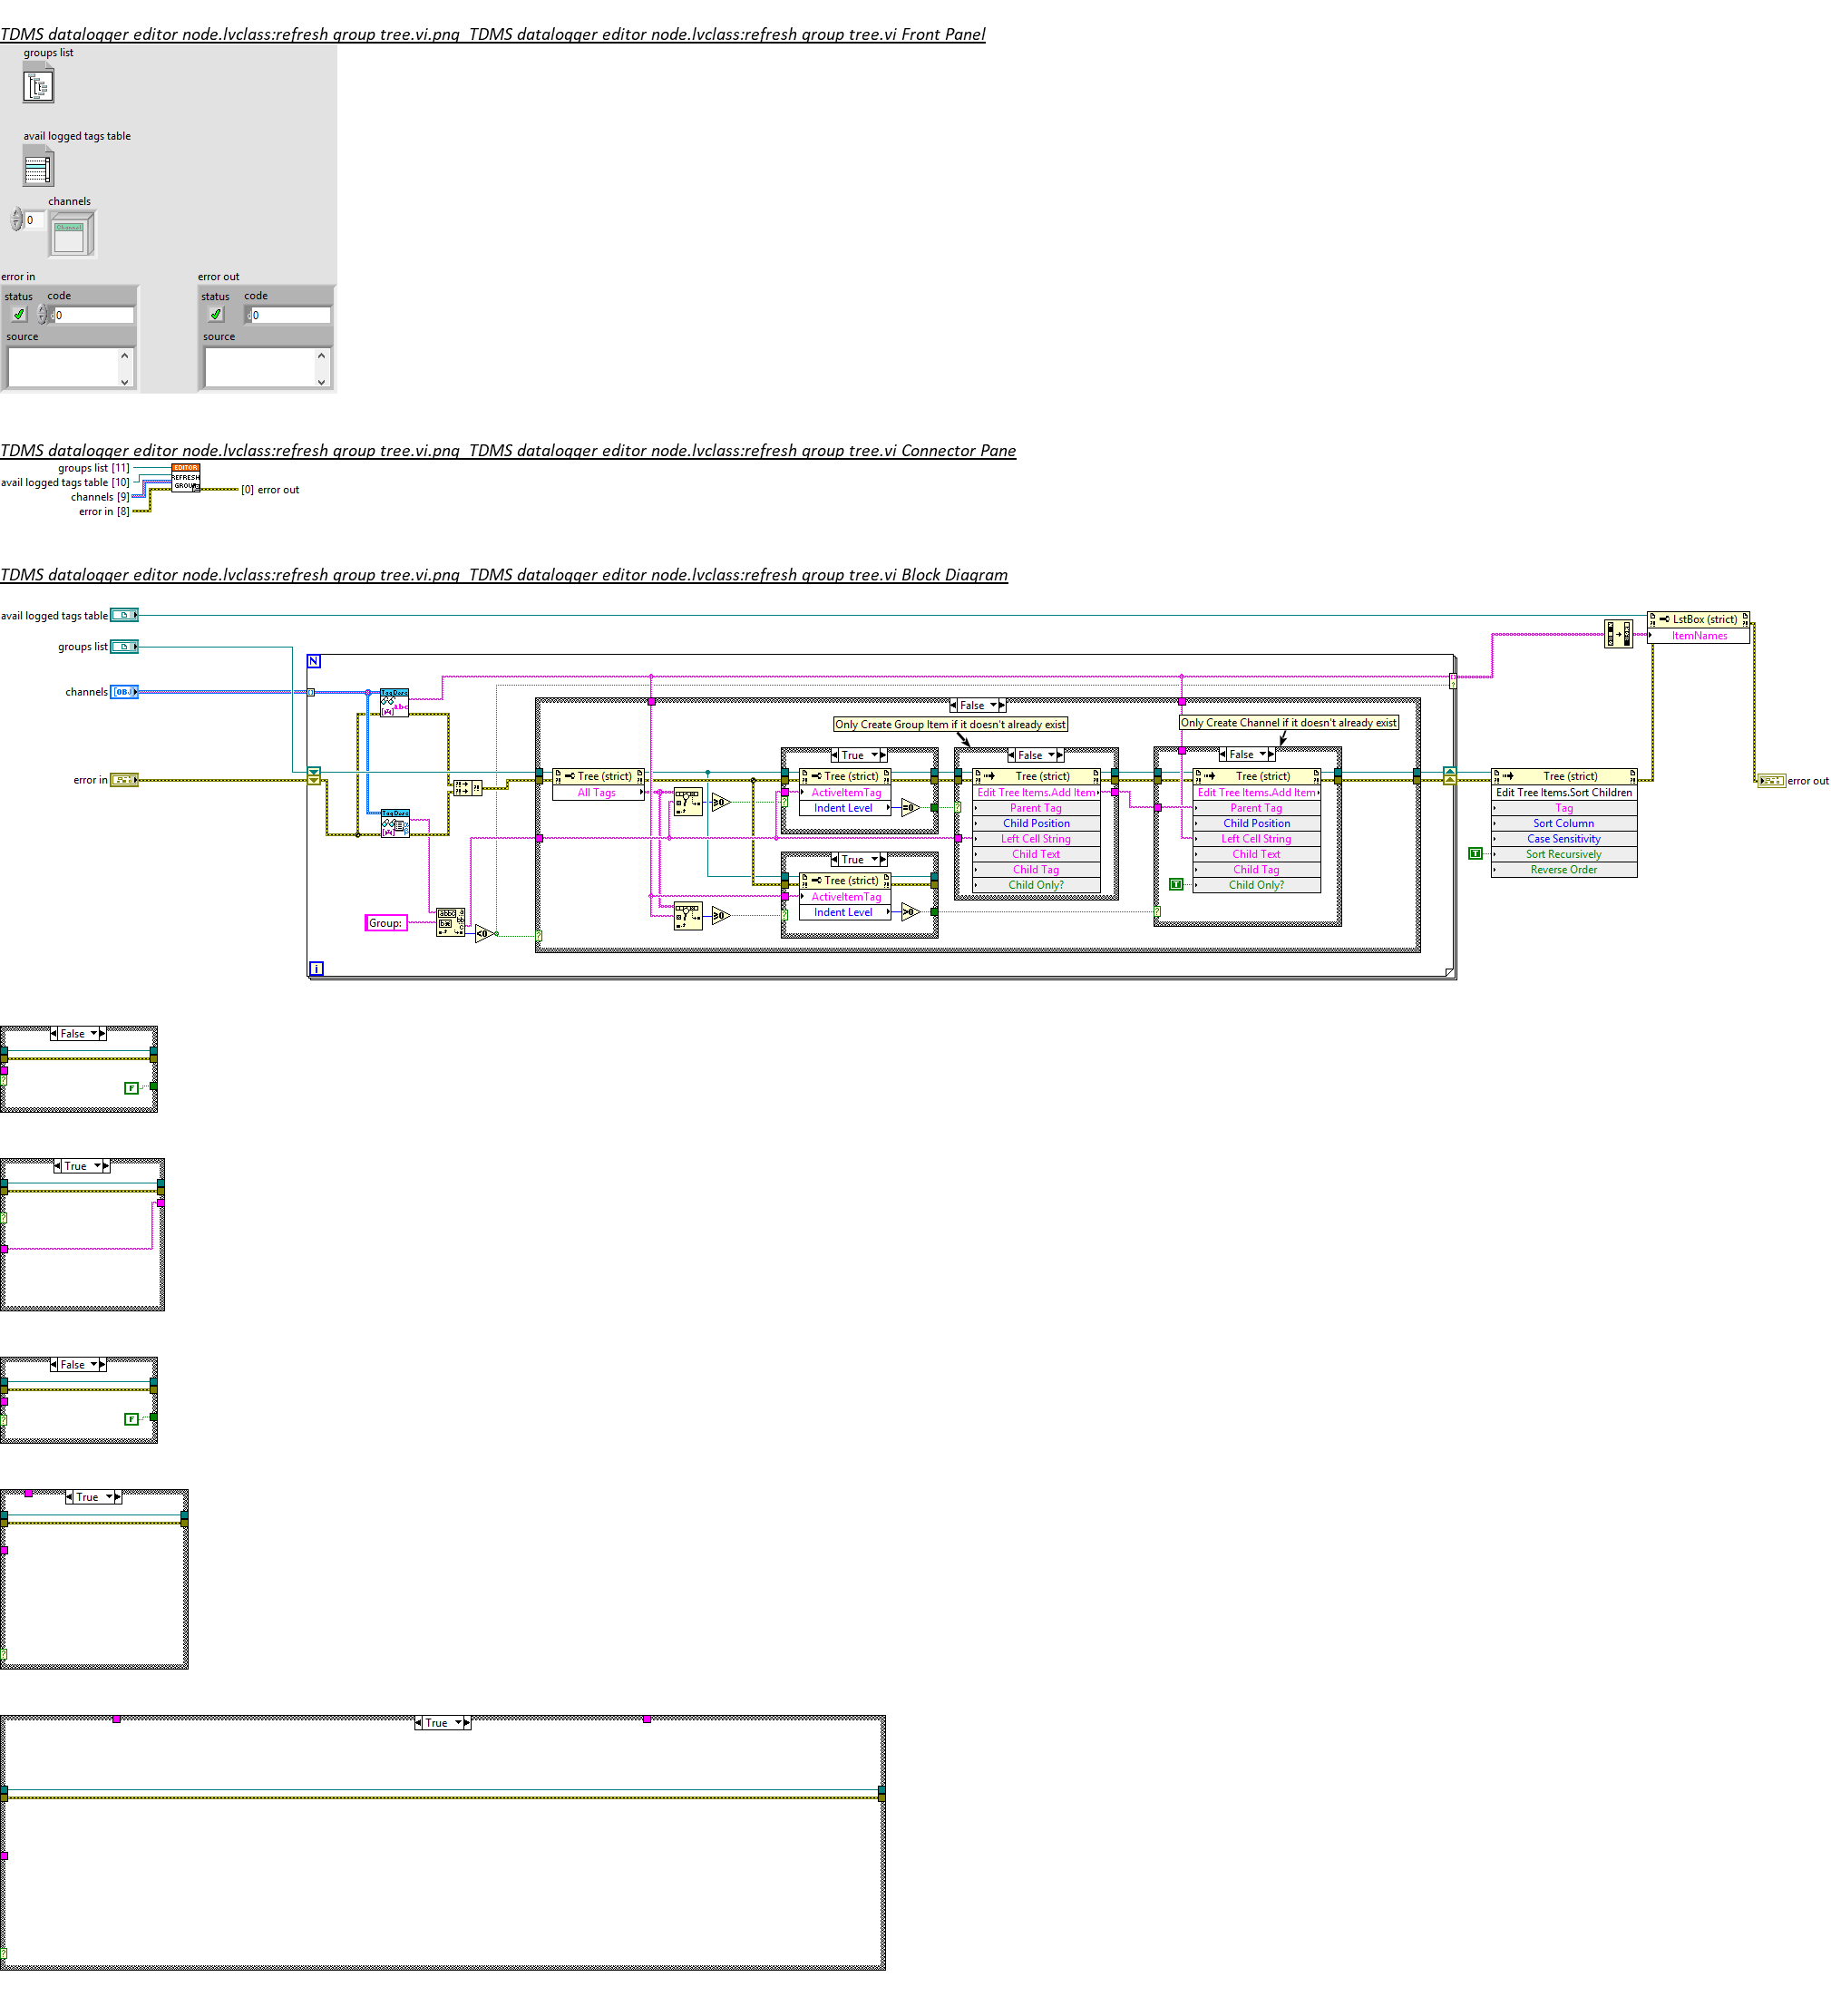 TDMS datalogger editor node.lvclass:refresh group tree.vi.png TDMS datalogger editor node.lvclass:refresh group tree.vi Front Panel
groups list
avail logged tags table
channels
0
Channel
error in
status
code
0
source
error out
status
code
0
source
TDMS datalogger editor node.lvclass:refresh group tree.vi.png TDMS datalogger editor node.lvclass:refresh group tree.vi Connector Pane
groups list [11]
avail logged tags table [10]
channels [9]
error in [8]
EDITOR
REFRESH
GROUP
[0] error out
TDMS datalogger editor node.lvclass:refresh group tree.vi.png TDMS datalogger editor node.lvclass:refresh group tree.vi Block Diagram
avail logged tags table
groups list
channels
OBJ
error in
N
TagDocs
abc
TagDocs
Group:
<0
i
False
Only Create Group Item if it doesn't already exist
Only Create Channel if it doesn't already exist
Tree (strict)
All Tags
≥0
≥0
True
Tree (strict)
ActiveItemTag
Indent Level
=0
True
Tree (strict)
ActiveItemTag
Indent Level
>0
False
Tree (strict)
Edit Tree Items.Add Item
Parent Tag
Child Position
Left Cell String
Child Text
Child Tag
Child Only?
False
Tree (strict)
Edit Tree Items.Add Item
Parent Tag
Child Position
Left Cell String
Child Text
Child Tag
T
Child Only?
Tree (strict)
Edit Tree Items.Sort Children
Tag
Sort Column
Case Sensitivity
T
Sort Recursively
Reverse Order
LstBox (strict)
ItemNames
error out
False
F
True
False
F
True
True